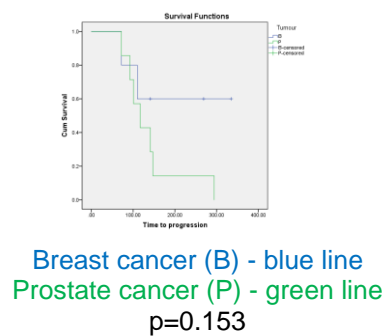 Survival Functions
Tumour
B
P
B-censored
P-censored
Cum Survival
1.0
0.8
0.6
0.4
0.2
0.0
.00 100.00 200.00 300.00 400.00
Time to progression
Breast cancer (B) - blue line
Prostate cancer (P) - green line
p=0.153